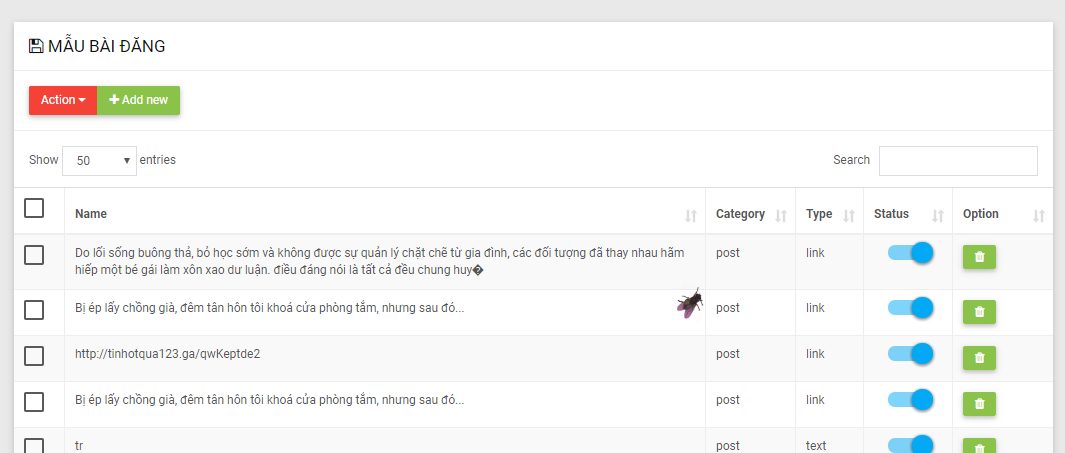 MẪU BÀI ĐĂNG
Action Add new
Show 50 entries Search
Name Category Type Status Option
Do lối sống buông thả, bỏ học sớm và không được sự quản lý chặt chẽ từ gia đình, các đối tượng đã thay nhau hãm post link
hiếp một bé gái làm xôn xao dư luận. điều đáng nói là tất cả đều chung huy�
Bị ép lấy chồng già, đêm tân hôn tôi khoá cửa phòng tắm, nhưng sau đó... post link
http://tinhotqua123.ga/qwKeptde2 post link
Bị ép lấy chồng già, đêm tân hôn tôi khoá cửa phòng tắm, nhưng sau đó... post link
tr post text